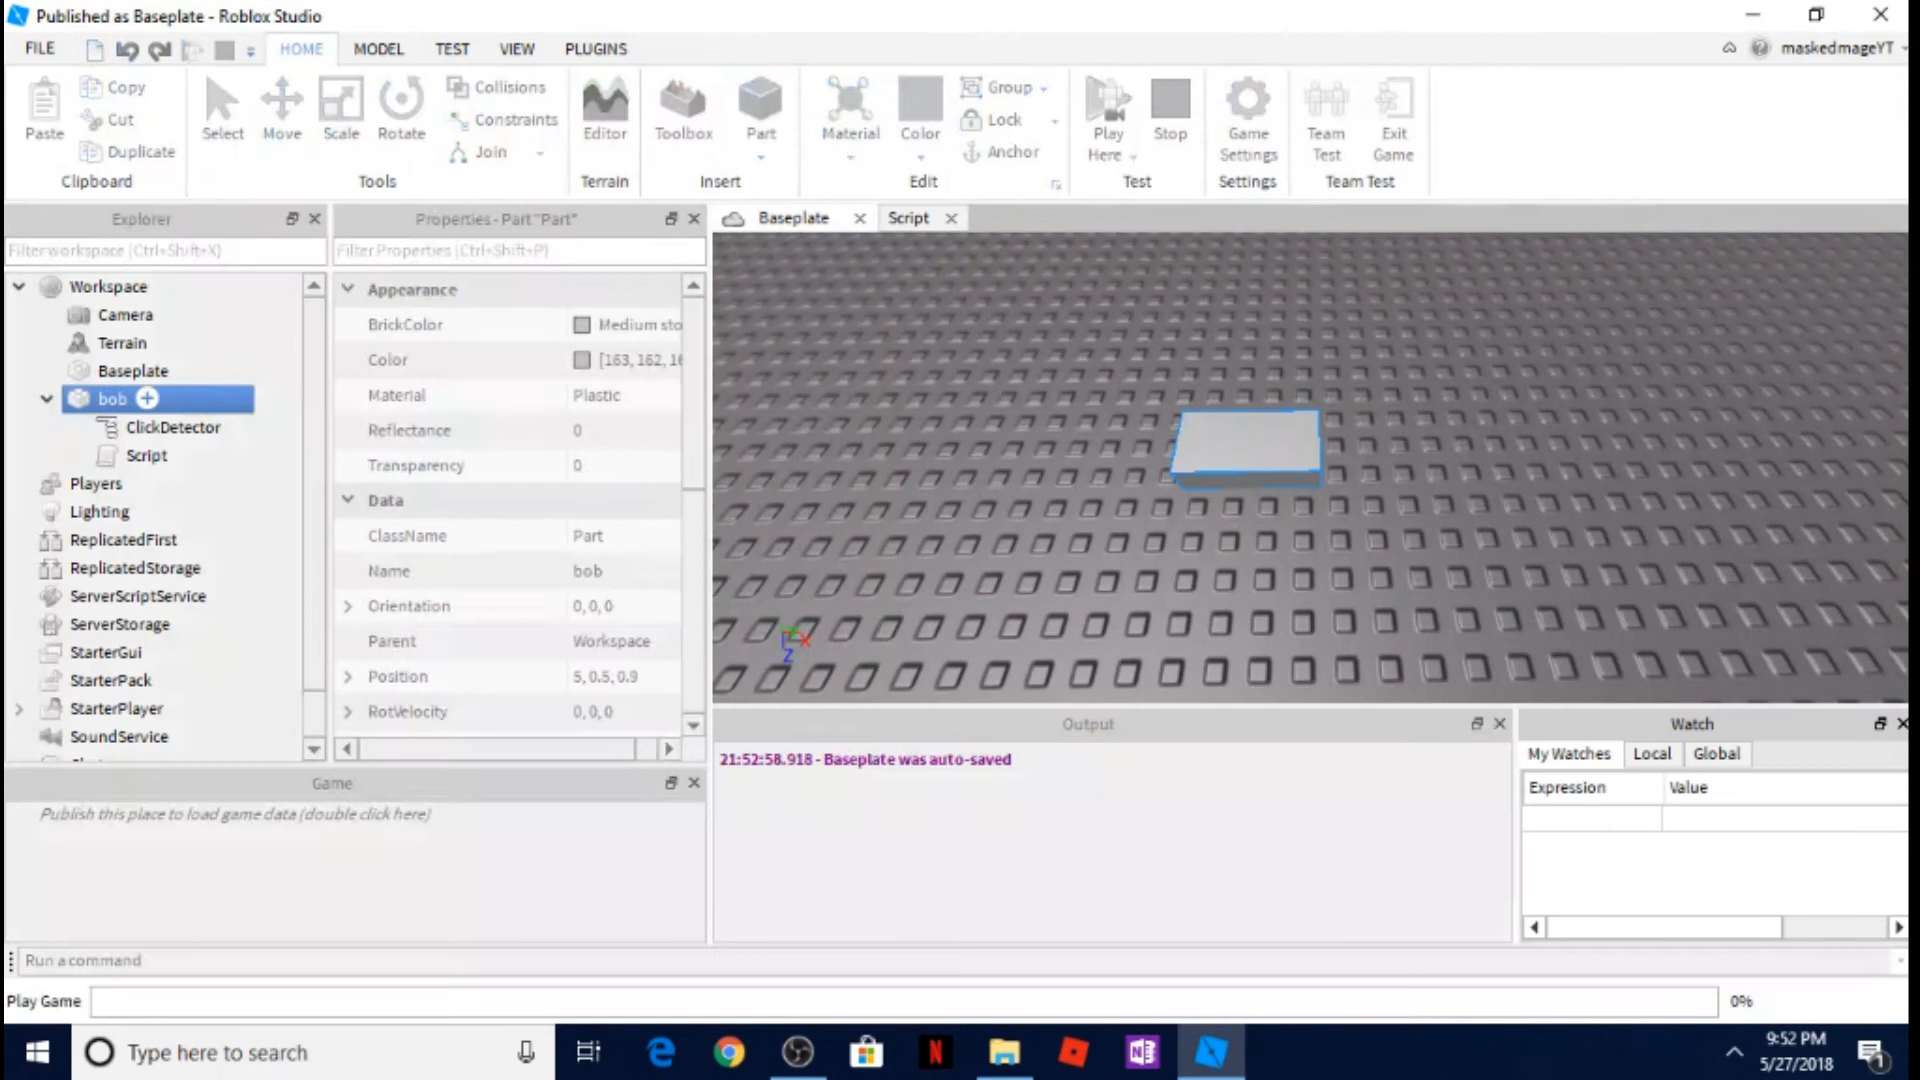 Published as Baseplate - Roblox Studio
FILE HOME MODEL TEST VIEW PLUGINS maskedmageYT
Paste Copy Cut Duplicate Clipboard
Select Move Scale Rotate Collisions Constraints Join Tools
Editor Terrain
Toolbox Part Insert
Material Color Group Lock Anchor Edit
Play Here Stop Test
Game Settings Settings
Team Test Exit Game Team Test
Explorer
Filter workspace (Ctrl+Shift+X)
Workspace
Camera
Terrain
Baseplate
bob
ClickDetector
Script
Players
Lighting
ReplicatedFirst
ReplicatedStorage
ServerScriptService
ServerStorage
StarterGui
StarterPack
StarterPlayer
SoundService
Properties - Part "Part"
Filter Properties (Ctrl+Shift+P)
Appearance
BrickColor Medium sto
Color [163, 162, 16
Material Plastic
Reflectance 0
Transparency 0
Data
ClassName Part
Name bob
Orientation 0, 0, 0
Parent Workspace
Position 5, 0.5, 0.9
RotVelocity 0, 0, 0
Baseplate Script
X
Z
Game
Publish this place to load game data (double click here)
Output
21:52:58.918 - Baseplate was auto-saved
Watch
My Watches Local Global
Expression Value
Run a command
Play Game 0%
Type here to search
9:52 PM
5/27/2018
1